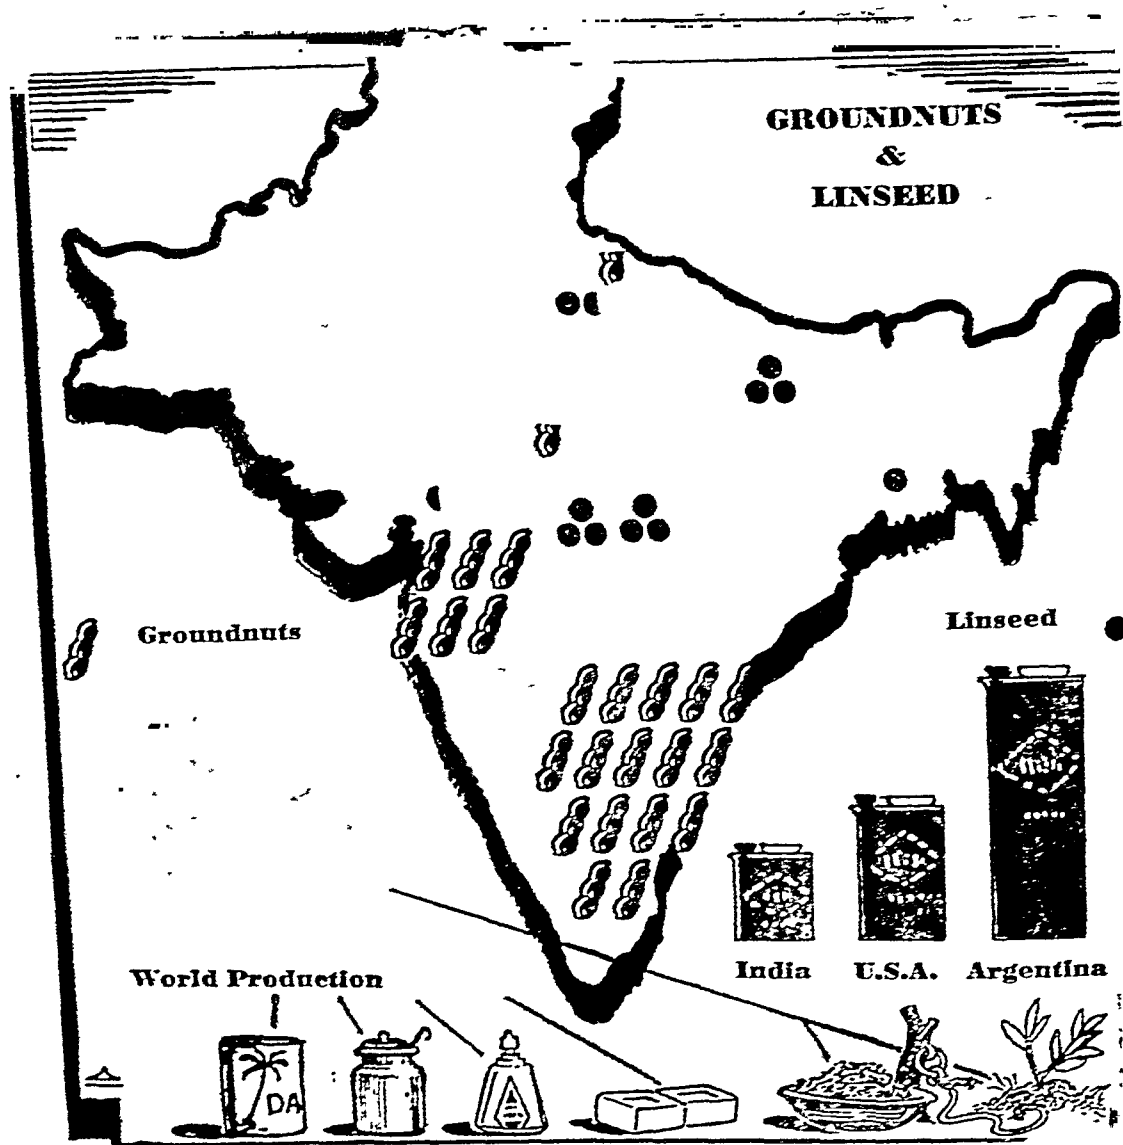 GROUNDNUTS
&
LINSEED
Groundnuts
Linseed
India
U.S.A.
Argentina
World Production
DA